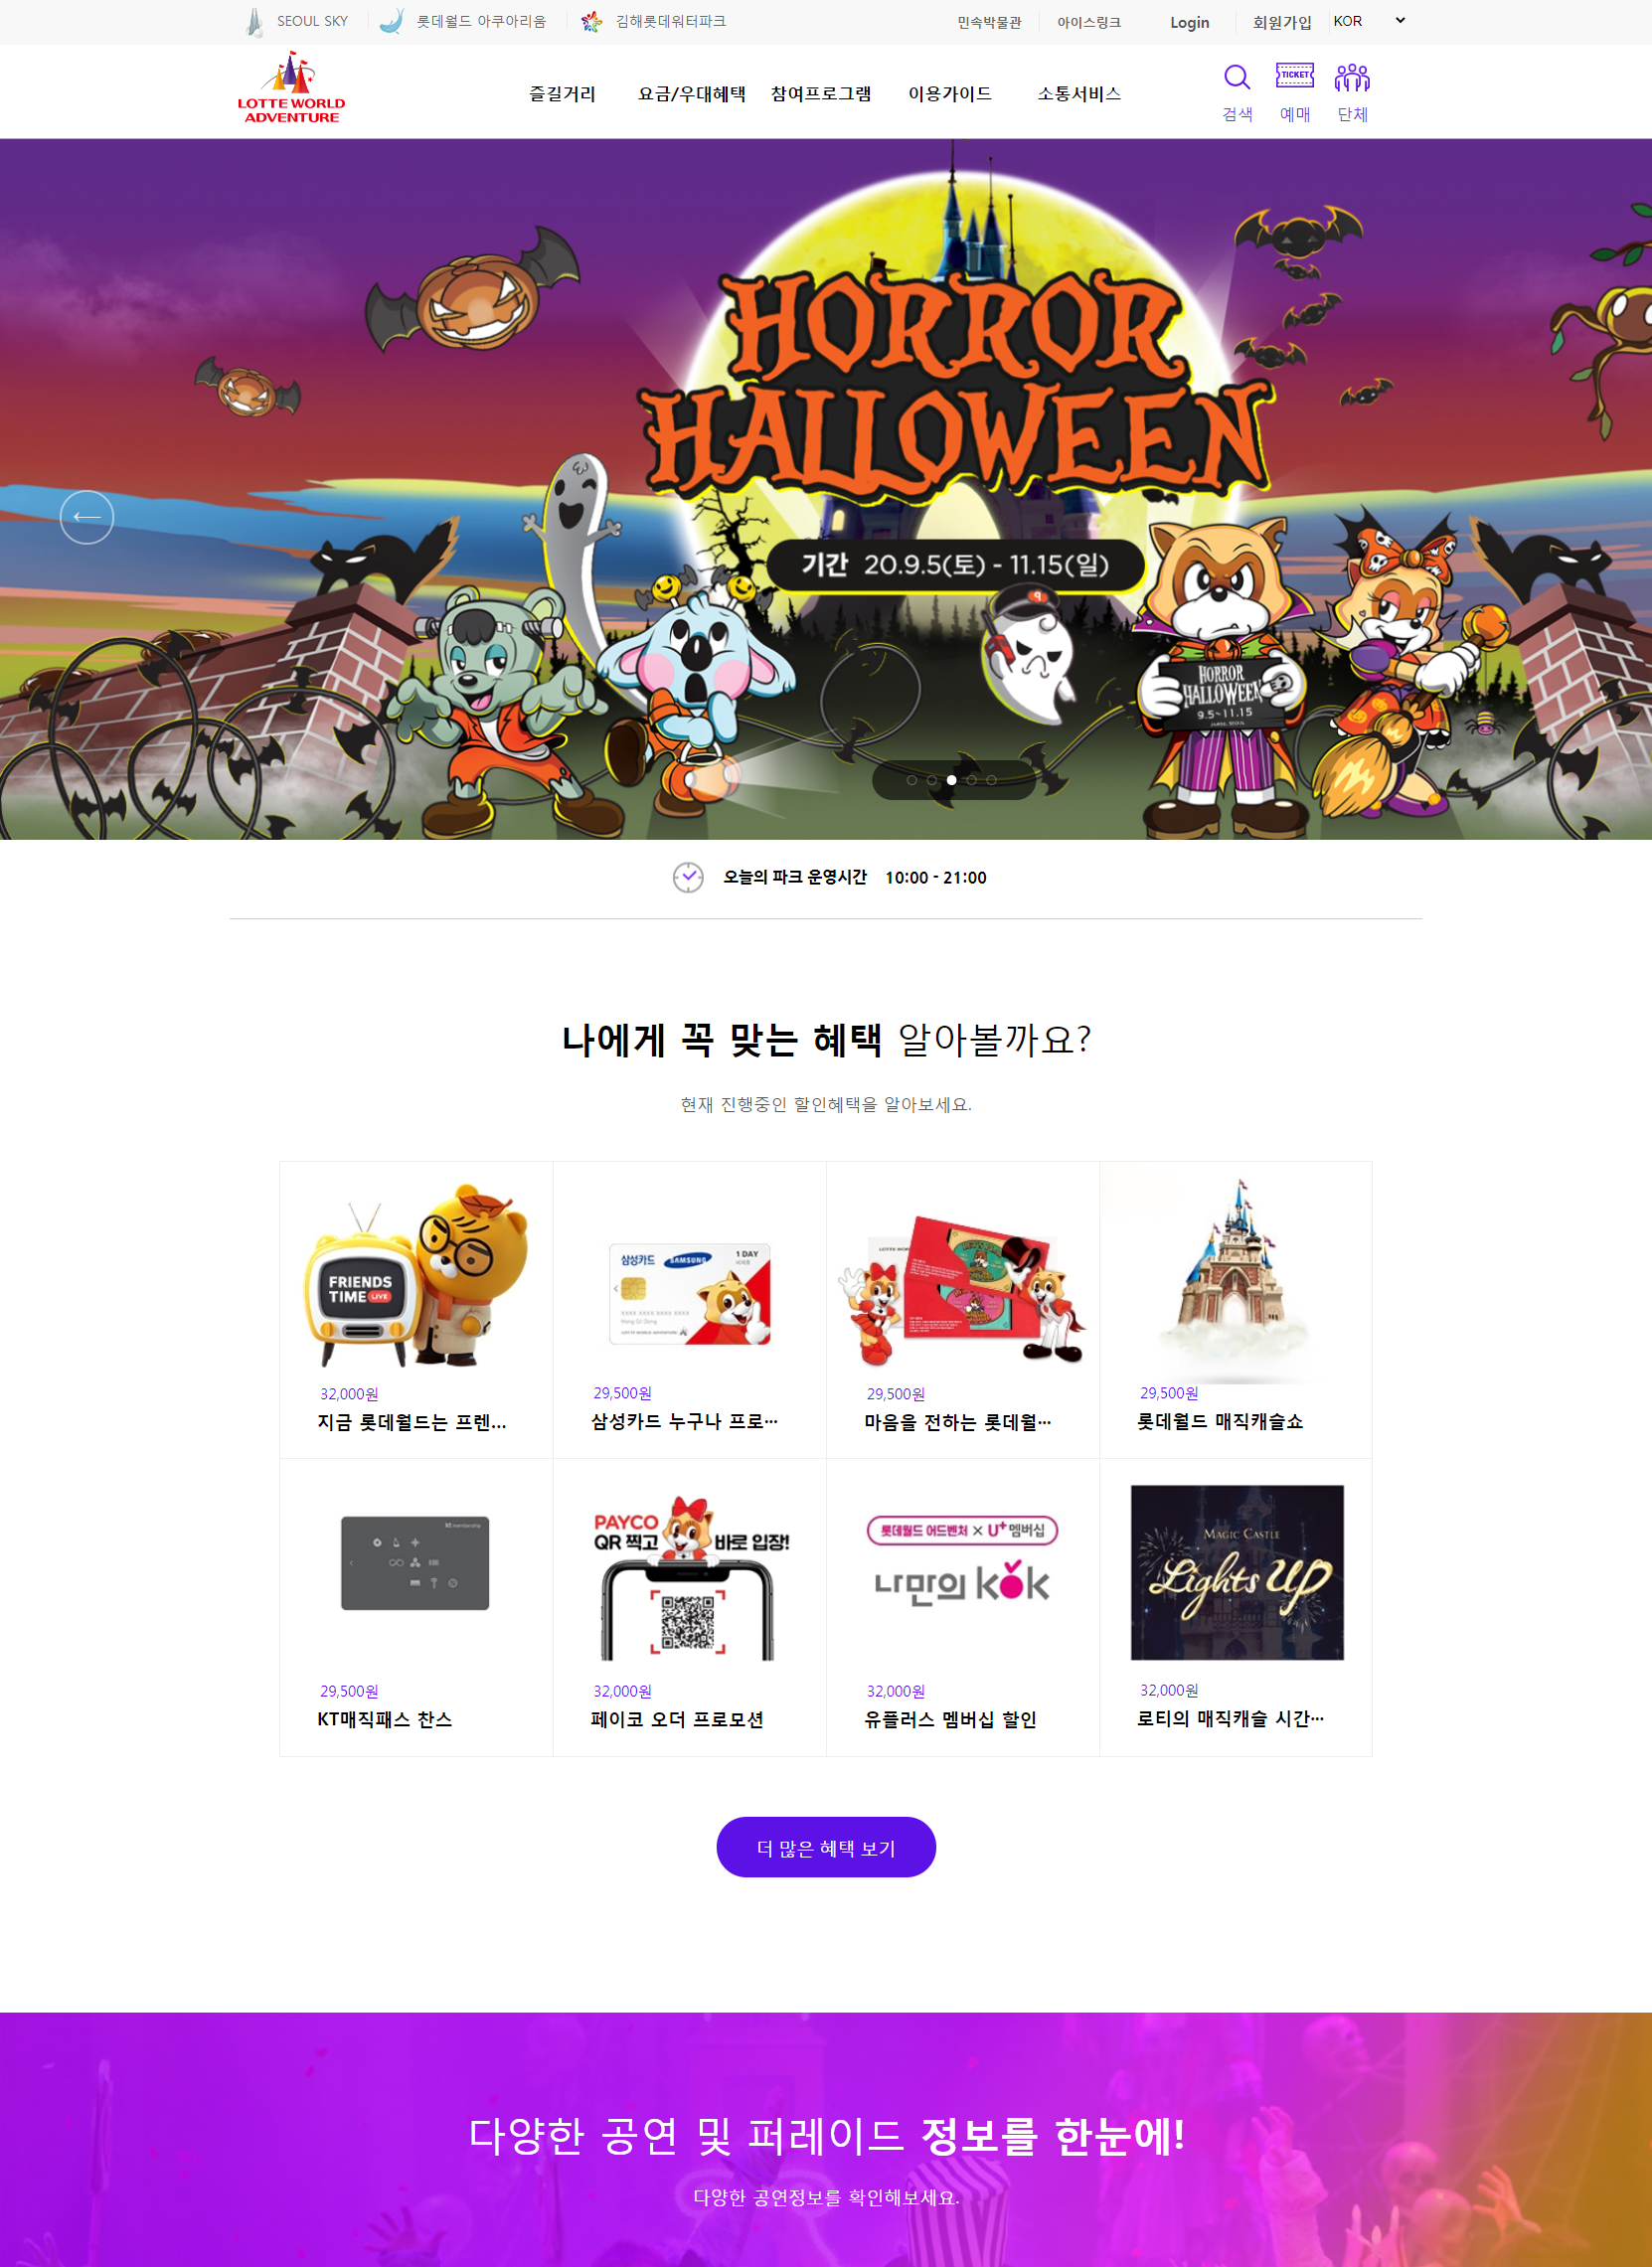 SEOUL SKY 롯데월드 아쿠아리움 김해롯데워터파크 민속박물관 아이스링크 Login 회원가입 KOR
LOTTE WORLD
ADVENTURE
즐길거리 요금/우대혜택 참여프로그램 이용가이드 소통서비스
TICKET
검색 예매 단체
HORROR
HALLOWEEN
기간 20.9.5(토) - 11.15(일)
HORROR
HALLOWEEN
9.5~11.15
오늘의 파크 운영시간 10:00 - 21:00
나에게 꼭 맞는 혜택 알아볼까요?
현재 진행중인 할인혜택을 알아보세요.
FRIENDS
TIME LIVE
32,000원
지금 롯데월드는 프렌...
삼성카드 SAMSUNG 1 DAY
XXXX XXXX XXXX XXXX
Hong Gil Dong
LOTTE WORLD ADVENTURE
29,500원
삼성카드 누구나 프로...
29,500원
마음을 전하는 롯데월...
29,500원
롯데월드 매직캐슬쇼
kt membership
29,500원
KT매직패스 찬스
PAYCO
QR 찍고 바로 입장!
32,000원
페이코 오더 프로모션
롯데월드 어드벤처 × U+ 멤버십
나만의 kok
32,000원
유플러스 멤버십 할인
MAGIC CASTLE
Lights UP
32,000원
로티의 매직캐슬 시간...
더 많은 혜택 보기
다양한 공연 및 퍼레이드 정보를 한눈에!
다양한 공연정보를 확인해보세요.